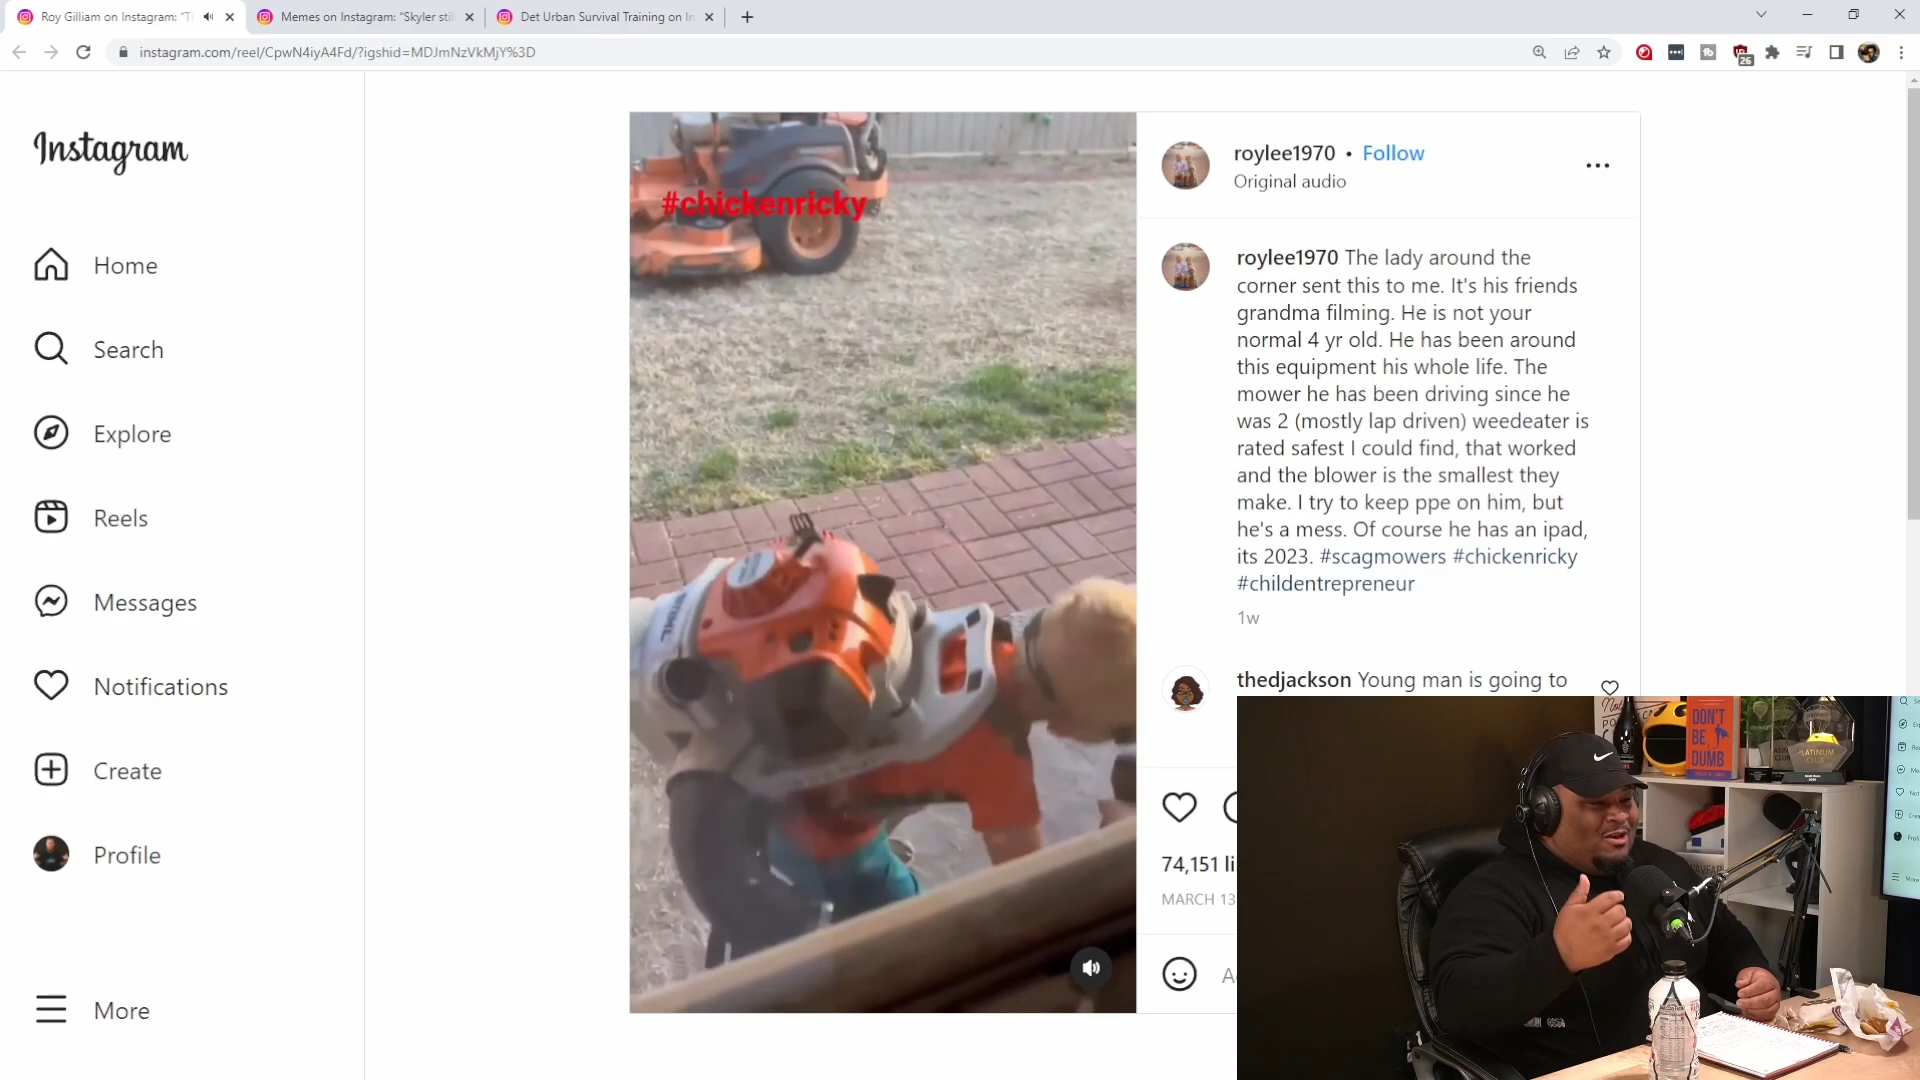 Roy Gilliam on Instagram: "T
Memes on Instagram: "Skyler stil
Det Urban Survival Training on In
instagram.com/reel/CpwN4iyA4Fd/?igshid=MDJmNzVkMjY%3D
26
Instagram
Home
Search
Explore
Reels
Messages
Notifications
Create
Profile
More
#chickenricky
STIHL
roylee1970 • Follow
Original audio
roylee1970 The lady around the
corner sent this to me. It's his friends
grandma filming. He is not your
normal 4 yr old. He has been around
this equipment his whole life. The
mower he has been driving since he
was 2 (mostly lap driven) weedeater is
rated safest I could find, that worked
and the blower is the smallest they
make. I try to keep ppe on him, but
he's a mess. Of course he has an ipad,
its 2023. #scagmowers #chickenricky
#childentrepreneur
1w
thedjackson Young man is going to
74,151 li
MARCH 13
DON'T
BE
DUMB
PLATINUM
CLUB